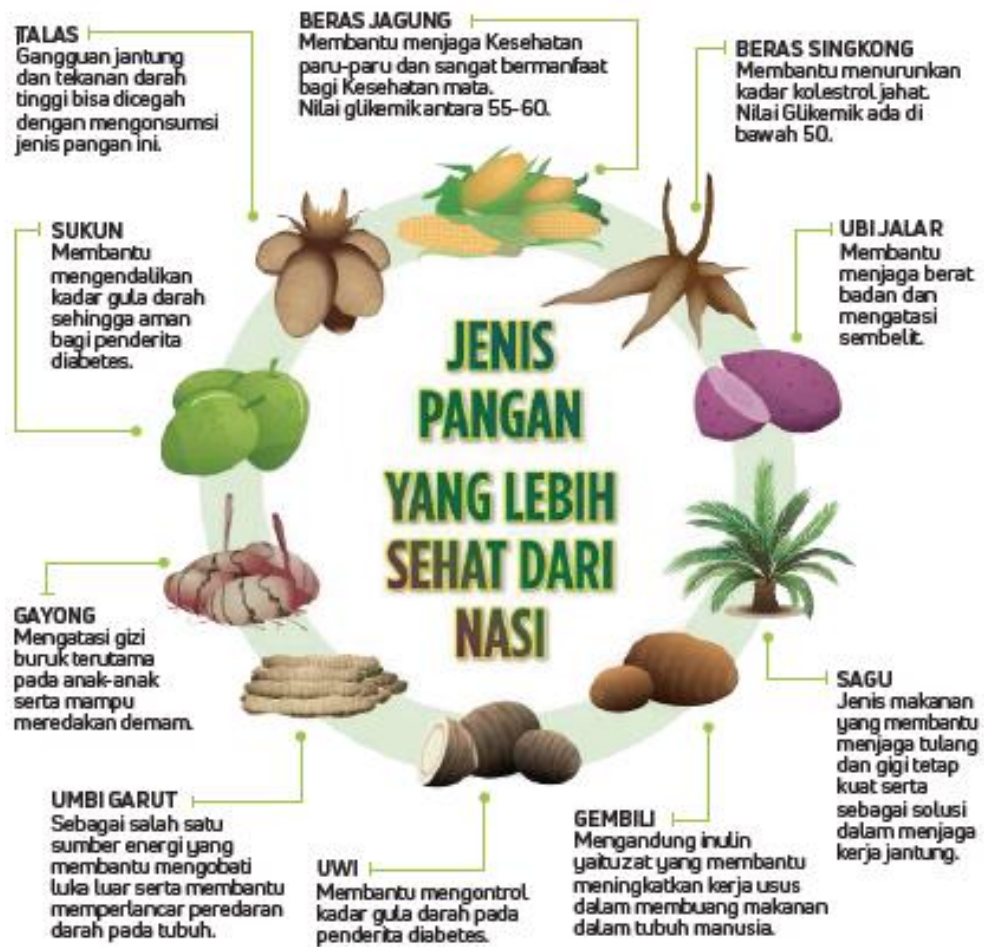 JENIS
PANGAN
YANG LEBIH
SEHAT DARI
NASI
TALAS
Gangguan jantung
dan tekanan darah
tinggi bisa dicegah
dengan mengonsumsi
jenis pangan ini.
BERAS JAGUNG
Membantu menjaga Kesehatan
paru-paru dan sangat bermanfaat
bagi Kesehatan mata.
Nilai glikemik antara 55-60.
BERAS SINGKONG
Membantu menurunkan
kadar kolestrol jahat.
Nilai Glikemik ada di
bawah 50.
SUKUN
Membantu
mengendalikan
kadar gula darah
sehingga aman
bagi penderita
diabetes.
UBI JALAR
Membantu
menjaga berat
badan dan
mengatasi
sembelit.
GAYONG
Mengatasi gizi
buruk terutama
pada anak-anak
serta mampu
meredakan demam.
SAGU
Jenis makanan
yang membantu
menjaga tulang
dan gigi tetap
kuat serta
sebagai solusi
dalam menjaga
kerja jantung.
UMBI GARUT
Sebagai salah satu
sumber energi yang
membantu mengobati
luka luar serta membantu
memperlancar peredaran
darah pada tubuh.
UWI
Membantu mengontrol
kadar gula darah pada
penderita diabetes.
GEMBILI
Mengandung inulin
yaitu zat yang membantu
meningkatkan kerja usus
dalam membuang makanan
dalam tubuh manusia.